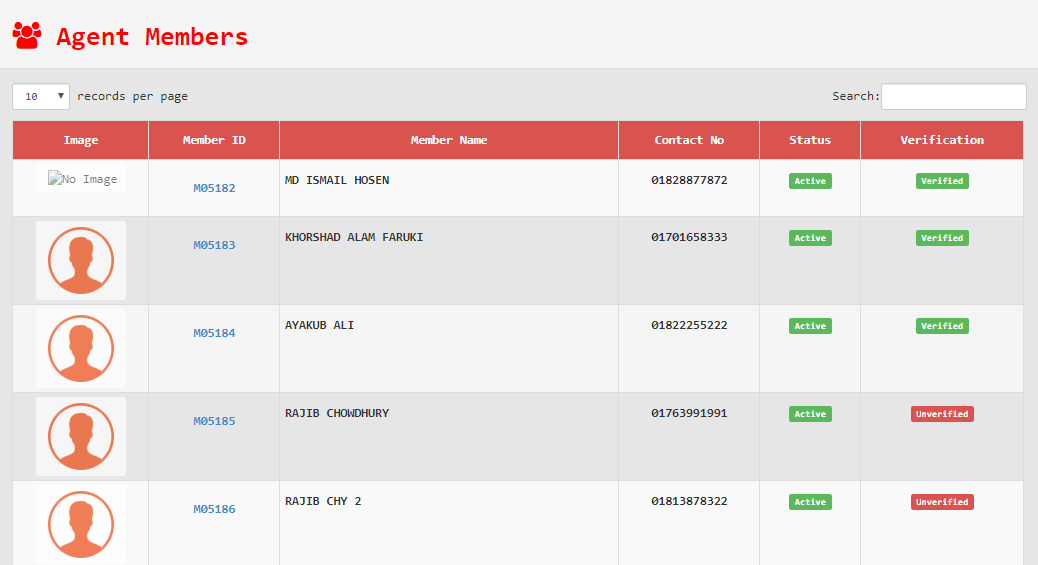 Agent Members
10 records per page Search:
Image Member ID Member Name Contact No Status Verification
No Image M05182 MD ISMAIL HOSEN 01828877872 Active Verified
M05183 KHORSHAD ALAM FARUKI 01701658333 Active Verified
M05184 AYAKUB ALI 01822255222 Active Verified
M05185 RAJIB CHOWDHURY 01763991991 Active Unverified
M05186 RAJIB CHY 2 01813878322 Active Unverified